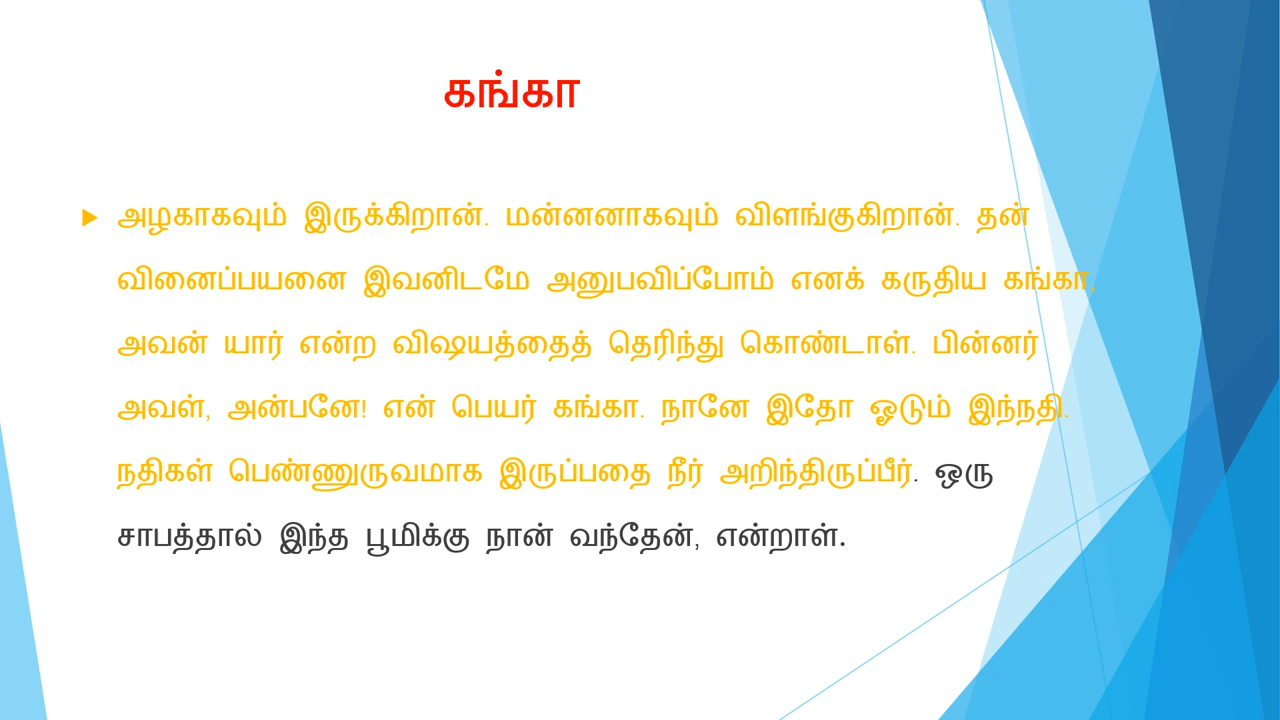 கங்கா
அழகாகவும் இருக்கிறான். மன்னனாகவும் விளங்குகிறான். தன்
வினைப்பயனை இவனிடமே அனுபவிப்போம் எனக் கருதிய கங்கா,
அவன் யார் என்ற விஷயத்தைத் தெரிந்து கொண்டாள். பின்னர்
அவள், அன்பனே! என் பெயர் கங்கா. நானே இதோ ஓடும் இந்நதி.
நதிகள் பெண்ணுருவமாக இருப்பதை நீர் அறிந்திருப்பீர். ஒரு
சாபத்தால் இந்த பூமிக்கு நான் வந்தேன், என்றாள்.